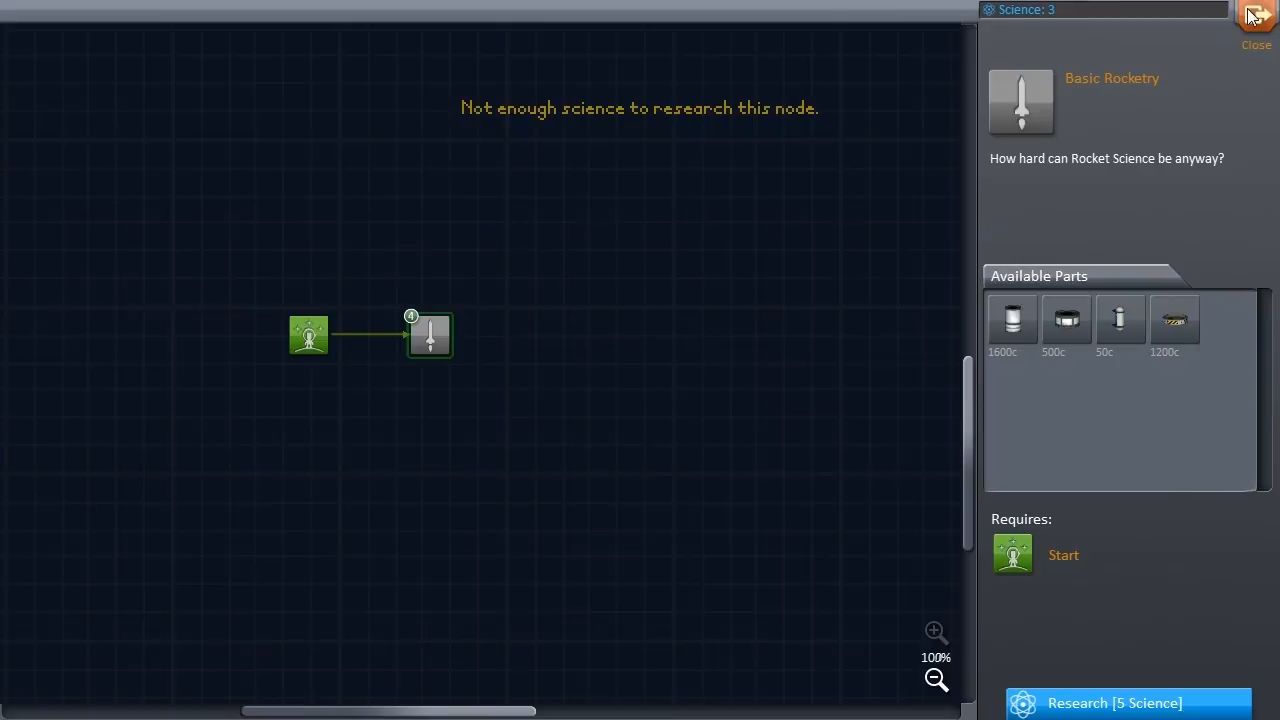 Science: 3
Close
Basic Rocketry
Not enough science to research this node.
How hard can Rocket Science be anyway?
Available Parts
4
1600c 500c 50c 1200c
Requires:
Start
100%
Research [5 Science]